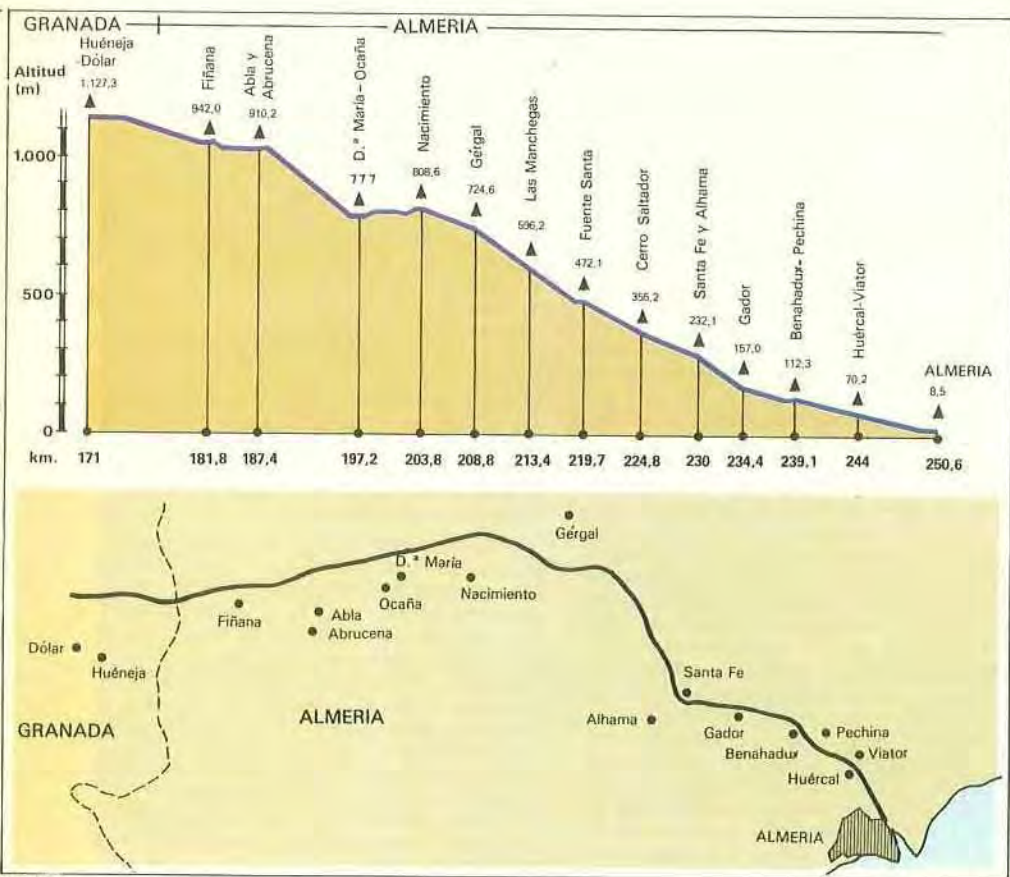 GRANADA
ALMERIA
Altitud
(m)
1.000
500
0
Huéneja
-Dólar
1.127,3
Fiñana
942,0
Abla y
Abrucena
910,2
D.ª María-Ocaña
777
Nacimiento
808,6
Gérgal
724,6
Las Manchegas
596,2
Fuente Santa
472,1
Cerro Saltador
355,2
Santa Fe y Alhama
232,1
Gador
157,0
Benahadux-Pechina
112,3
Huércal-Viator
70,2
ALMERIA
8,5
km. 171 181,8 187,4 197,2 203,8 208,8 213,4 219,7 224,8 230 234,4 239,1 244 250,6
Gérgal
D.ª María
Ocaña
Nacimiento
Fiñana
Abla
Abrucena
Dólar
Huéneja
GRANADA
ALMERIA
Santa Fe
Alhama
Gador
Pechina
Benahadux
Viator
Huércal
ALMERIA